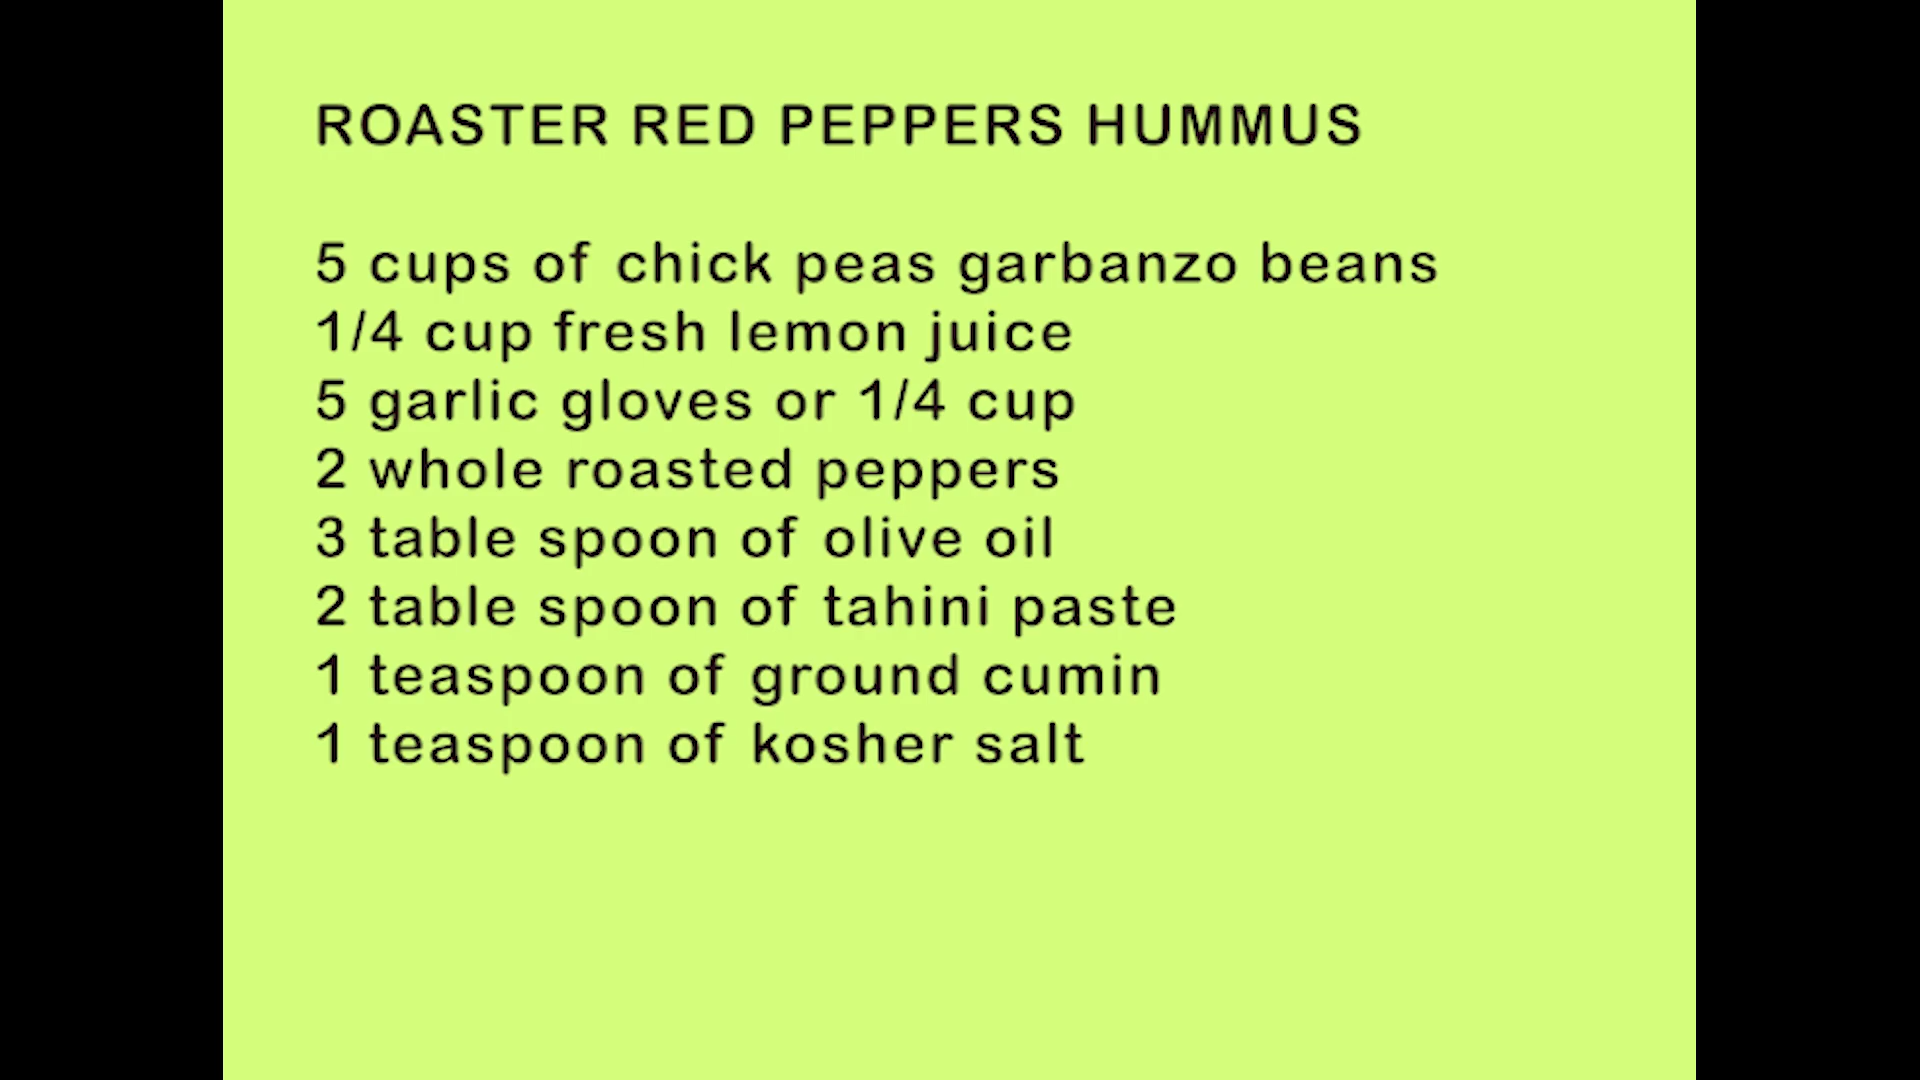 ROASTER RED PEPPERS HUMMUS
5 cups of chick peas garbanzo beans
1/4 cup fresh lemon juice
5 garlic gloves or 1/4 cup
2 whole roasted peppers
3 table spoon of olive oil
2 table spoon of tahini paste
1 teaspoon of ground cumin
1 teaspoon of kosher salt